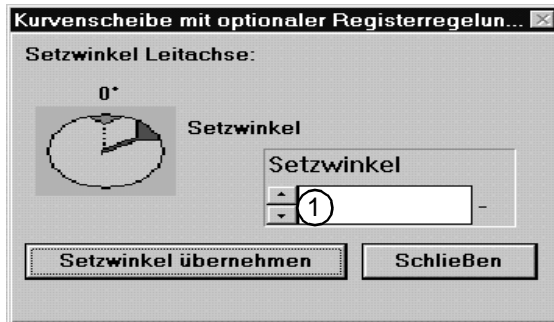 Kurvenscheibe mit optionaler Registerregelun...
Setzwinkel Leitachse:
0°
Setzwinkel
Setzwinkel
1
-
Setzwinkel übernehmen
Schließen